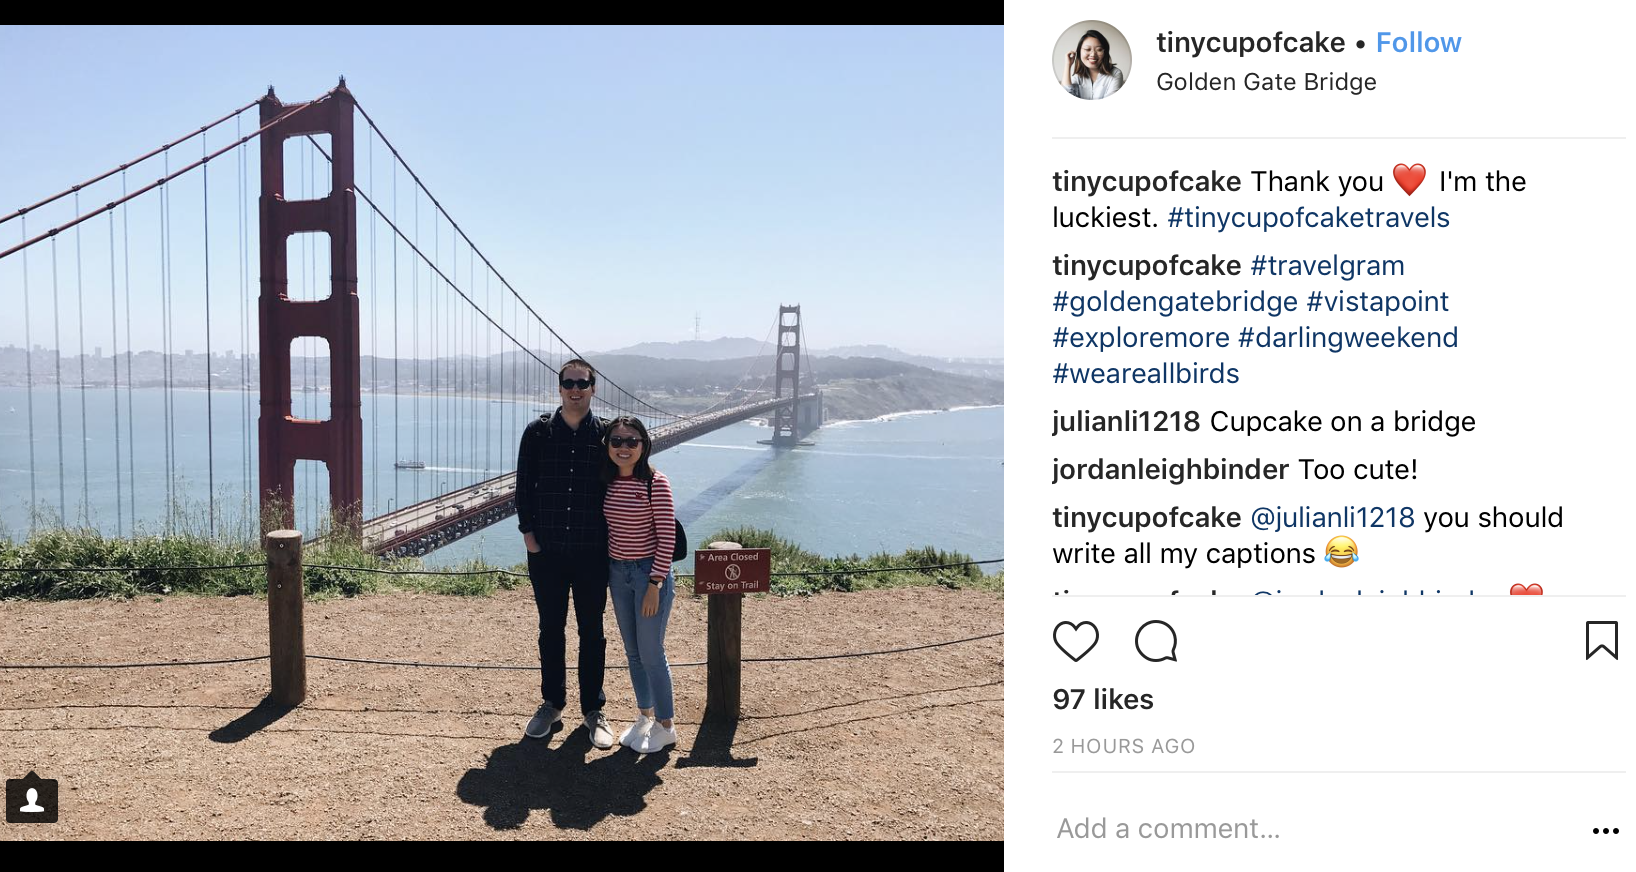 Area Closed
Stay on Trail
tinycupofcake • Follow
Golden Gate Bridge
tinycupofcake Thank you ❤️ I'm the
luckiest. #tinycupofcaketravels
tinycupofcake #travelgram
#goldengatebridge #vistapoint
#exploremore #darlingweekend
#weareallbirds
julianli1218 Cupcake on a bridge
jordanleighbinder Too cute!
tinycupofcake @julianli1218 you should
write all my captions 😂
97 likes
2 HOURS AGO
Add a comment...